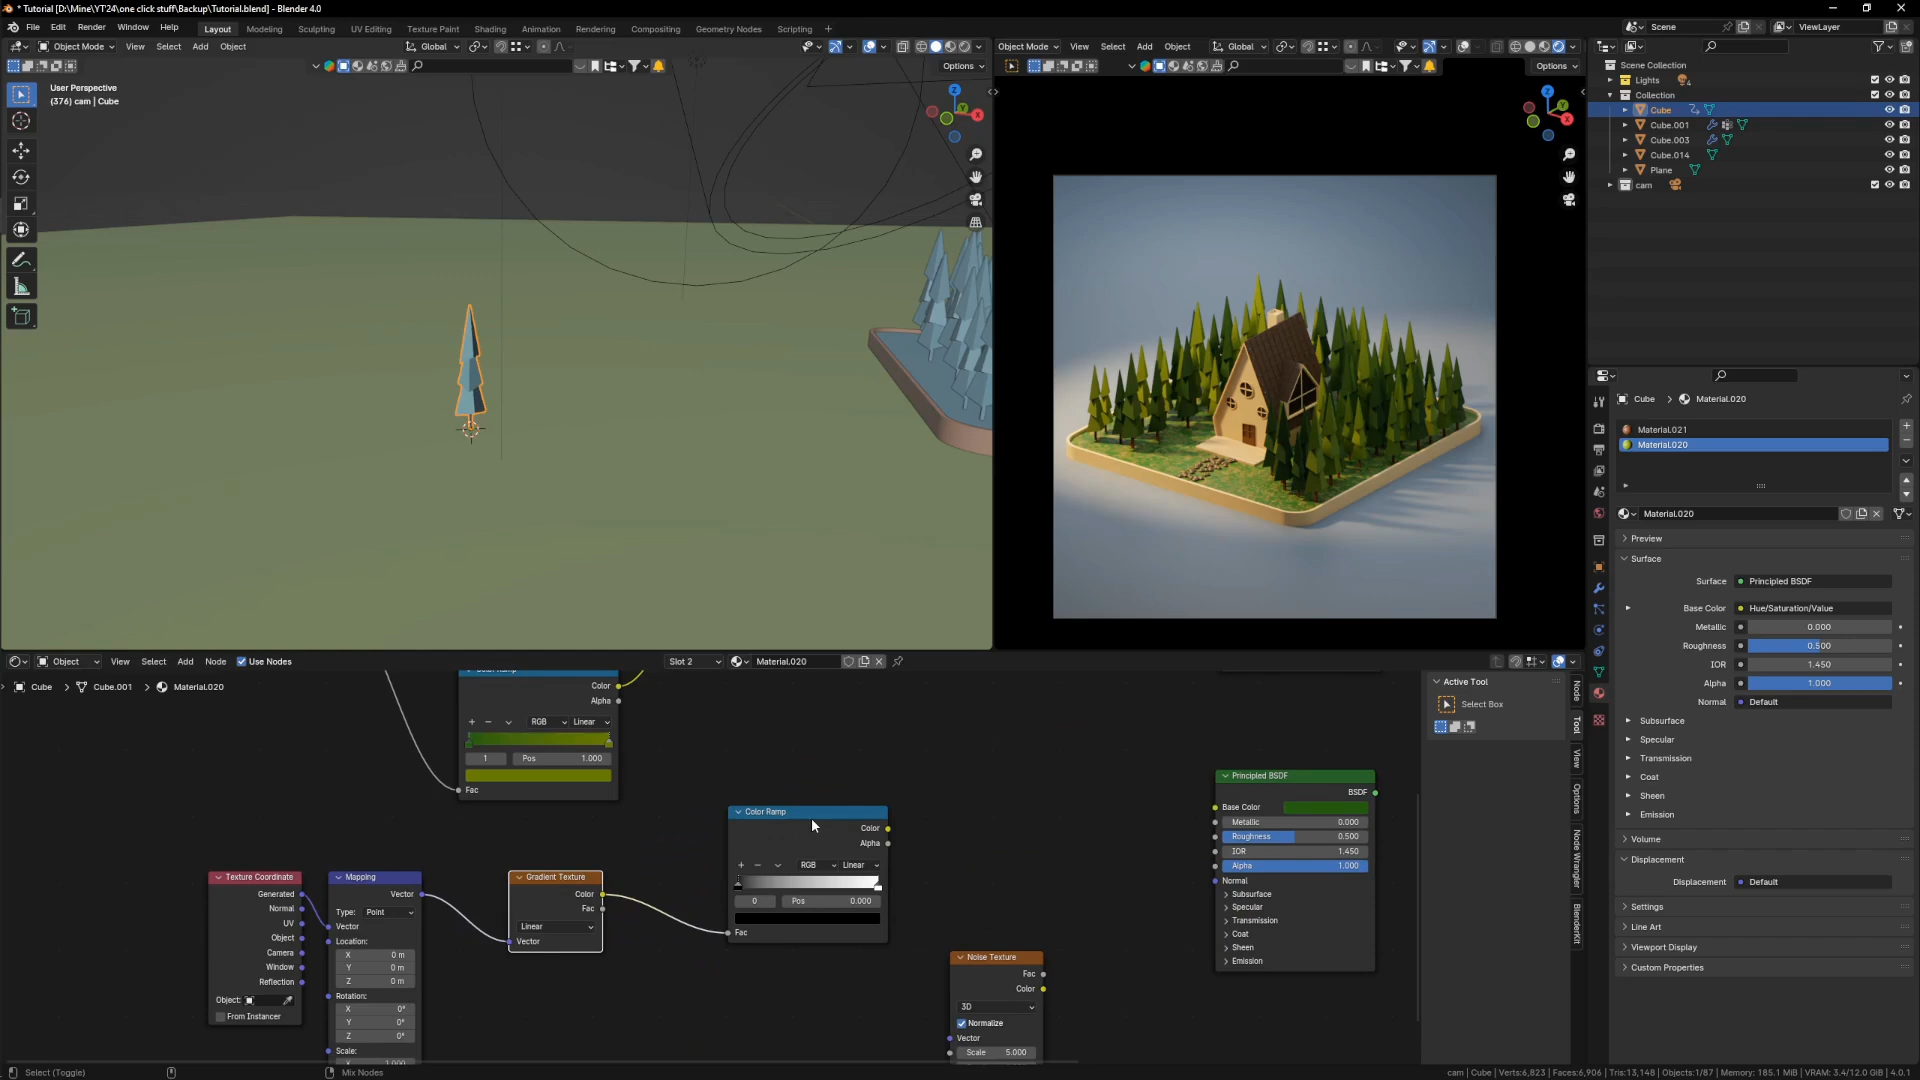 * Tutorial [D:\Mine\YT24\one click stuff\Backup\Tutorial.blend] - Blender 4.0
File Edit Render Window Help Layout Modeling Sculpting UV Editing Texture Paint Shading Animation Rendering Compositing Geometry Nodes Scripting + Scene ViewLayer
Object Mode View Select Add Object Global
Object Mode View Select Add Object Global
Options
Options
User Perspective
(376) cam | Cube
Scene Collection
Lights
Collection
Cube
Cube.001
Cube.003
Cube.014
Plane
cam
Cube > Material.020
Material.021
Material.020
Material.020
Preview
Surface
Surface Principled BSDF
Base Color Hue/Saturation/Value
Metallic 0.000
Roughness 0.500
IOR 1.450
Alpha 1.000
Normal Default
Subsurface
Specular
Transmission
Coat
Sheen
Emission
Volume
Displacement
Displacement Default
Settings
Line Art
Viewport Display
Custom Properties
Object View Select Add Node Use Nodes Slot 2 Material.020
Cube > Cube.001 > Material.020
Color
Alpha
RGB Linear
1 Pos 1.000
Fac
Color Ramp
Color
Alpha
RGB Linear
0 Pos 0.000
Fac
Texture Coordinate
Generated
Normal
UV
Object
Camera
Window
Reflection
Object:
From Instancer
Mapping
Vector
Type: Point
Vector
Location:
X 0 m
Y 0 m
Z 0 m
Rotation:
X 0°
Y 0°
Z 0°
Scale:
Gradient Texture
Color
Fac
Linear
Vector
Noise Texture
Fac
Color
3D
Normalize
Vector
Scale 5.000
Principled BSDF
BSDF
Base Color
Metallic 0.000
Roughness 0.500
IOR 1.450
Alpha 1.000
Normal
Subsurface
Specular
Transmission
Coat
Sheen
Emission
Active Tool
Select Box
Node
Tool
View
Options
Node Wrangler
BlenderKit
Select (Toggle) Mix Nodes cam | Cube | Verts:6,823 | Faces:6,906 | Tris:13,148 | Objects:1/87 | Memory: 185.1 MiB | VRAM: 3.4/12.0 GiB | 4.0.1